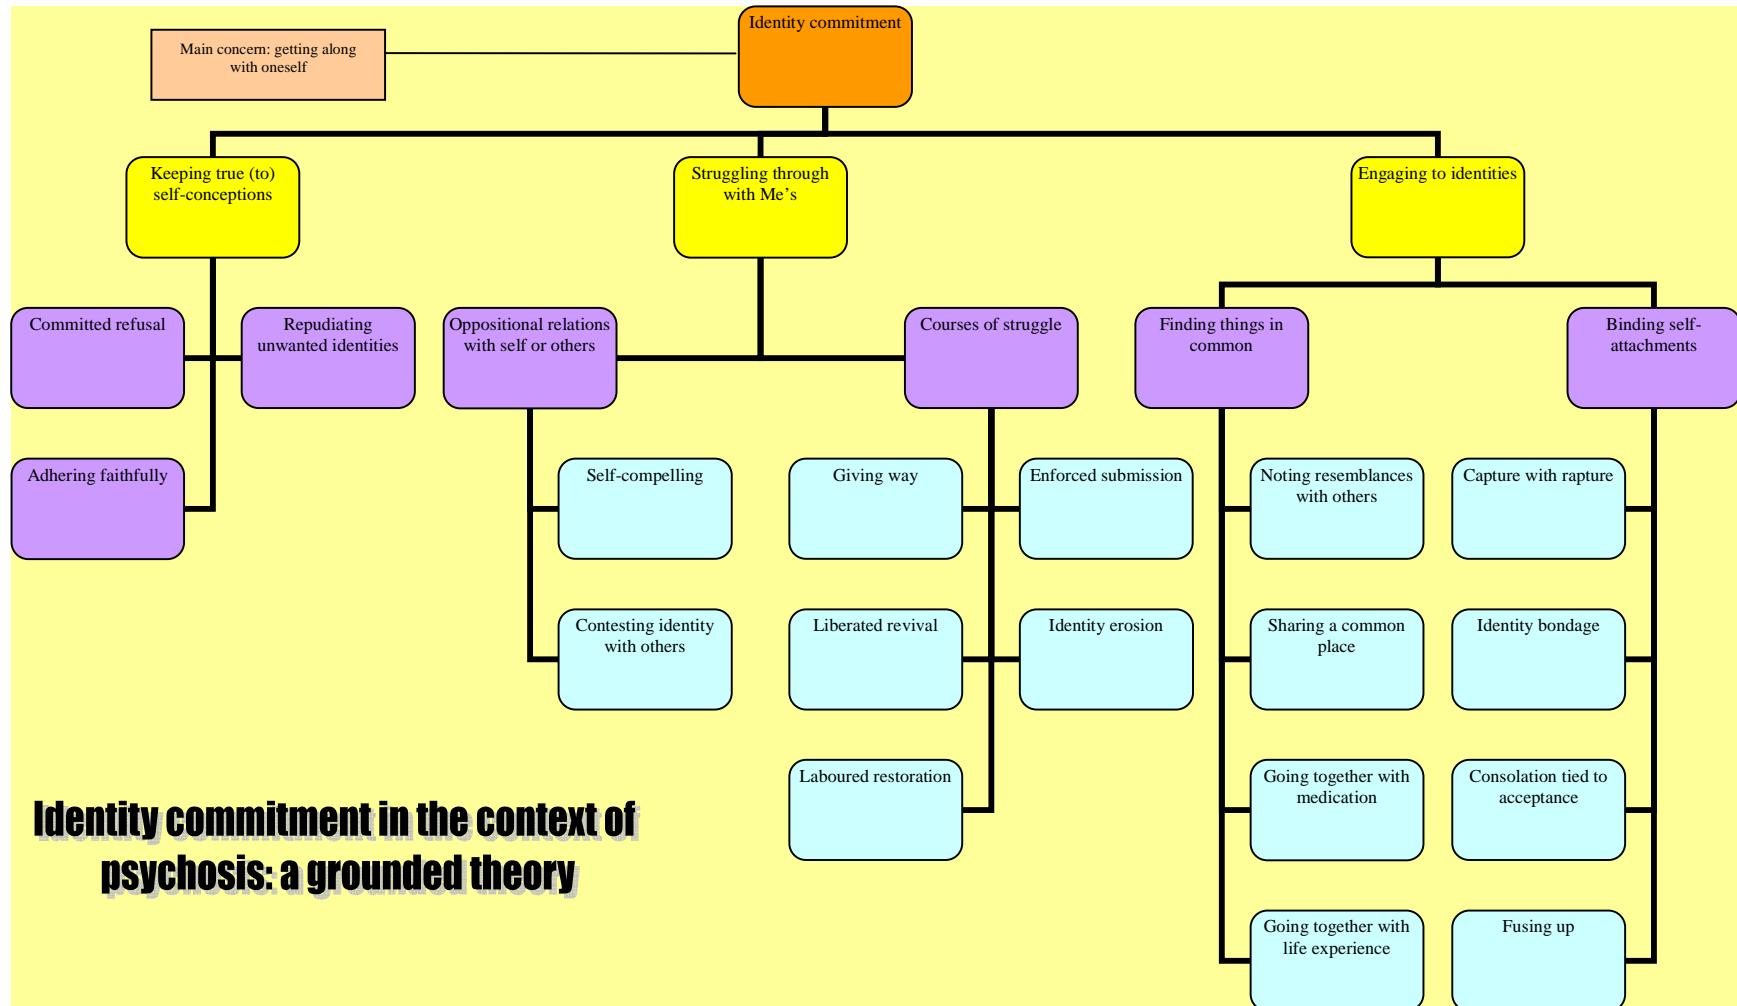 Identity commitment
Main concern: getting along
with oneself
Keeping true (to)
self-conceptions
Struggling through
with Me’s
Engaging to identities
Committed refusal
Repudiating
unwanted identities
Oppositional relations
with self or others
Courses of struggle
Finding things in
common
Binding self-
attachments
Adhering faithfully
Self-compelling
Giving way
Enforced submission
Noting resemblances
with others
Capture with rapture
Contesting identity
with others
Liberated revival
Identity erosion
Sharing a common
place
Identity bondage
Laboured restoration
Going together with
medication
Consolation tied to
acceptance
Identity commitment in the context of
psychosis: a grounded theory
Going together with
life experience
Fusing up